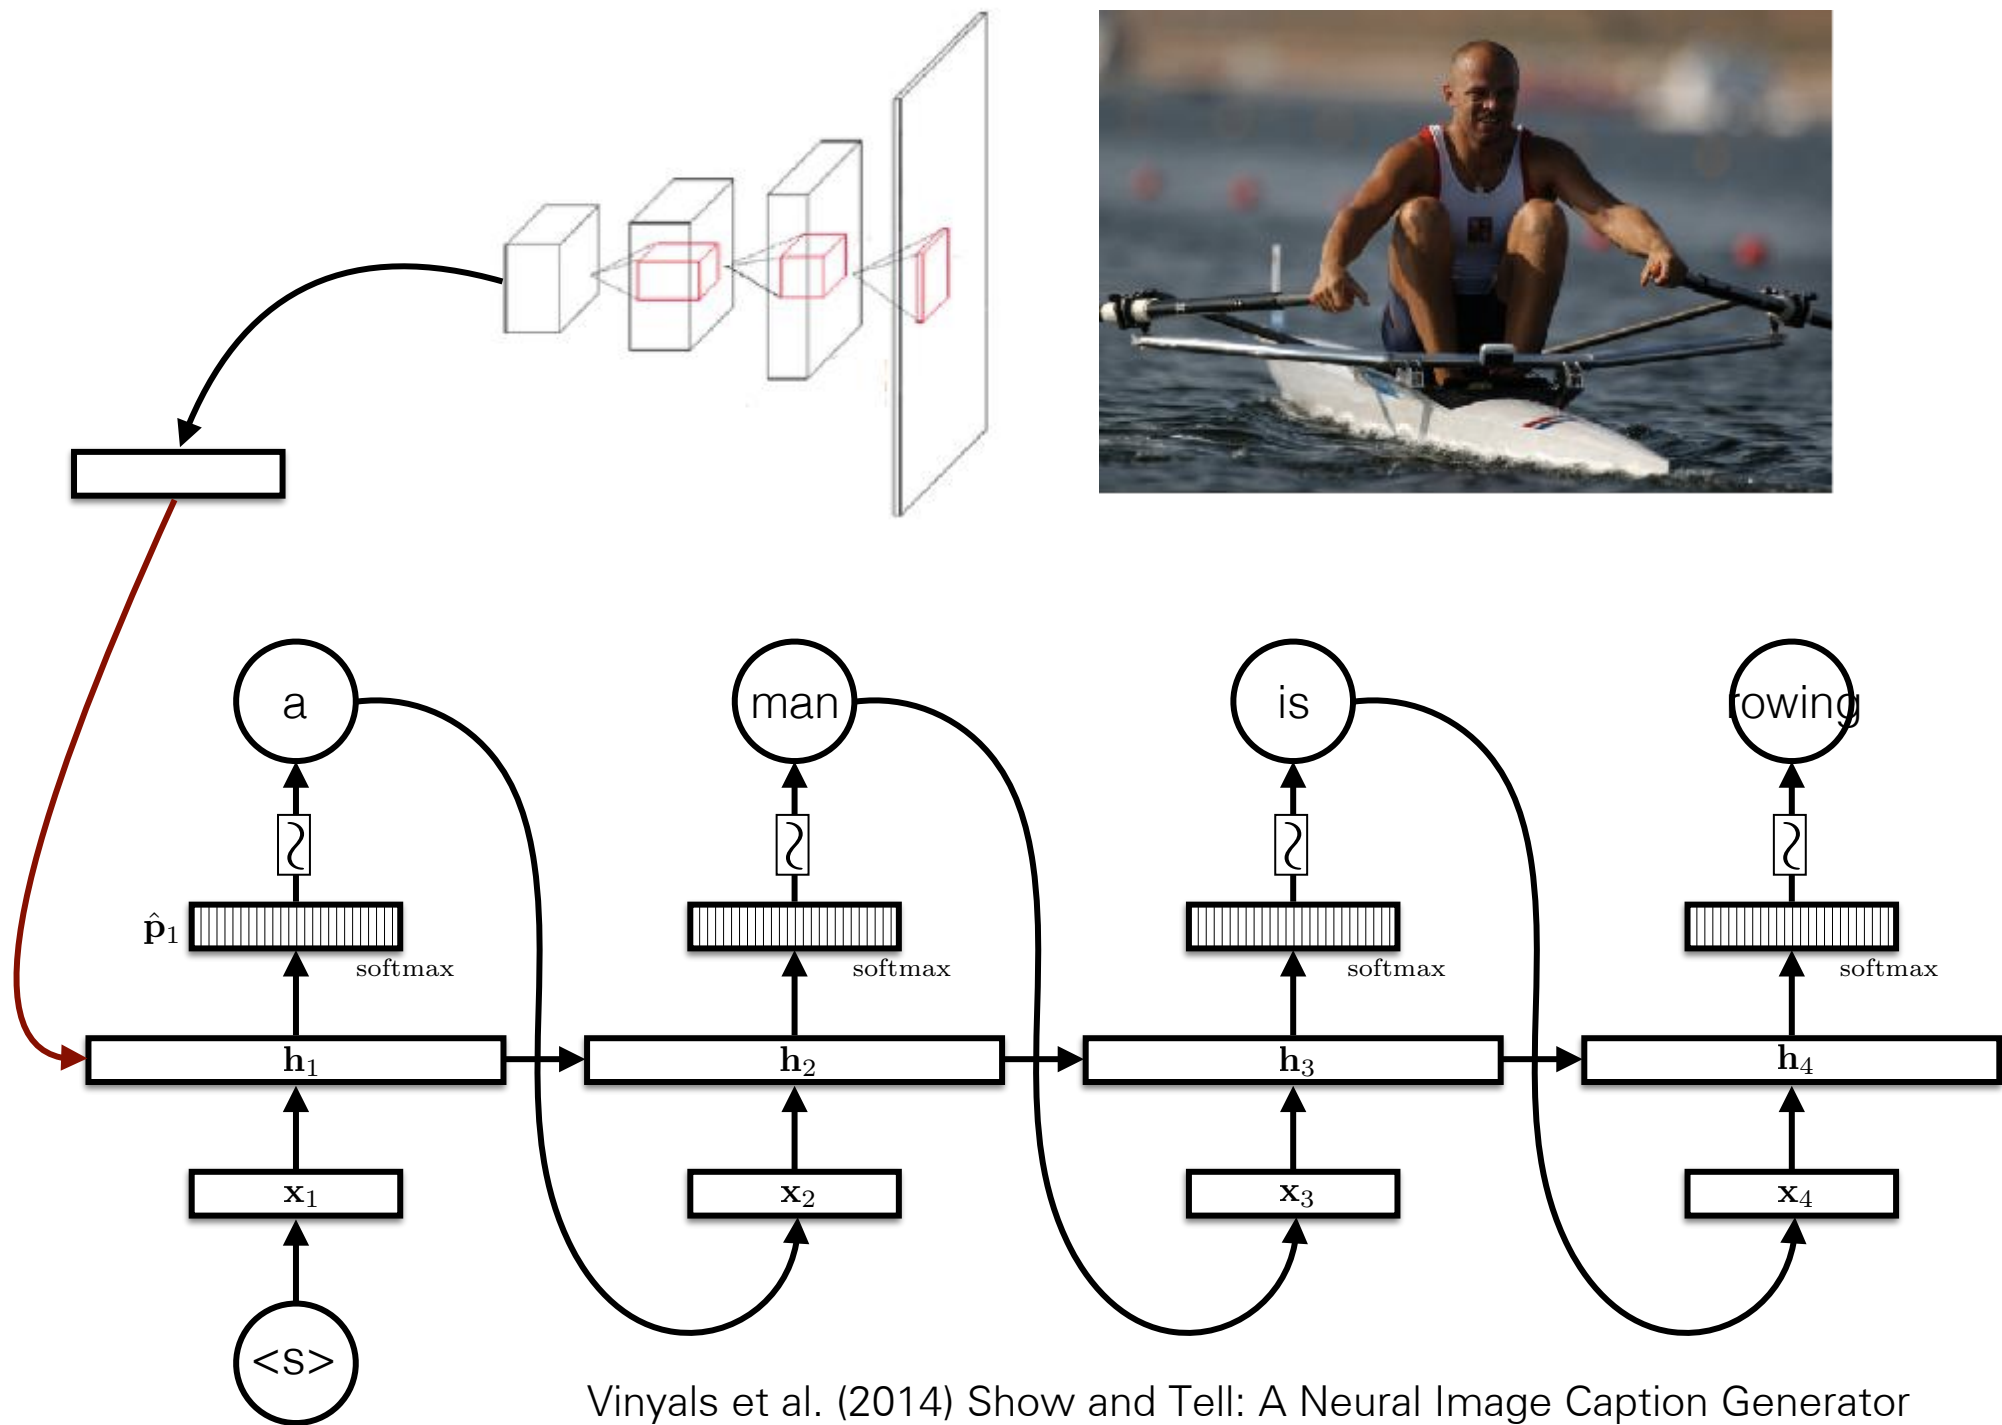 a man is rowing
p̂₁
softmax softmax softmax softmax
h₁ h₂ h₃ h₄
x₁ x₂ x₃ x₄
<s>
Vinyals et al. (2014) Show and Tell: A Neural Image Caption Generator